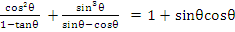 cos²θ/(1-tanθ) + sin³θ/(sinθ-cosθ) = 1 + sinθcosθ